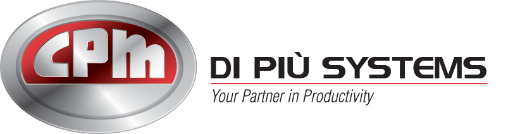 CPM
DI PIÙ SYSTEMS
Your Partner in Productivity